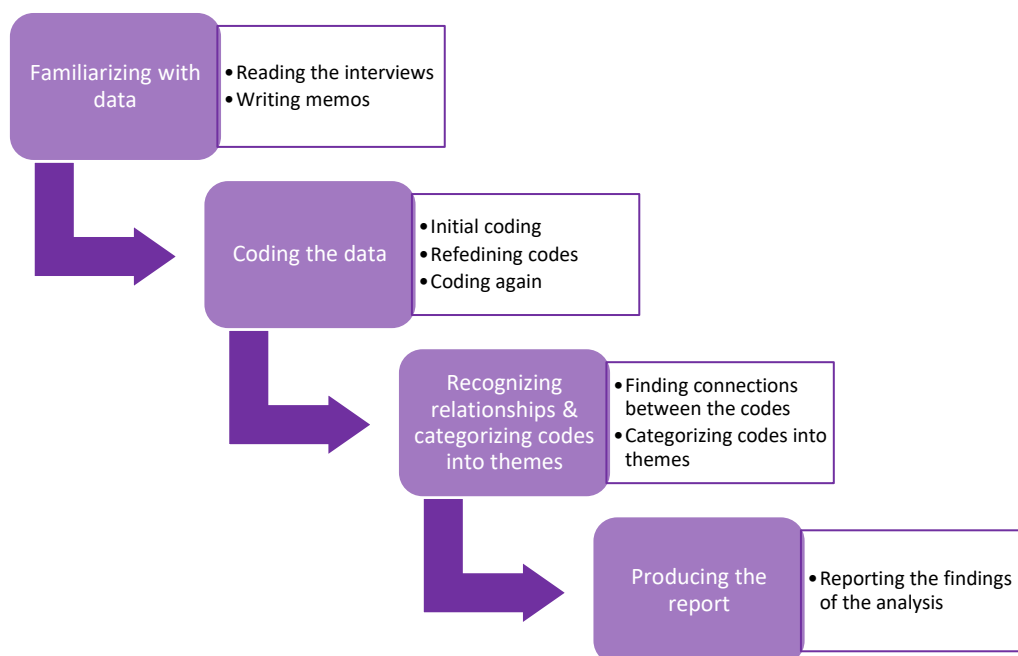 Familiarizing with
data
•Reading the interviews
•Writing memos
Coding the data
•Initial coding
•Refedining codes
•Coding again
Recognizing
relationships &
categorizing codes
into themes
•Finding connections
between the codes
•Categorizing codes into
themes
Producing the
report
•Reporting the findings
of the analysis